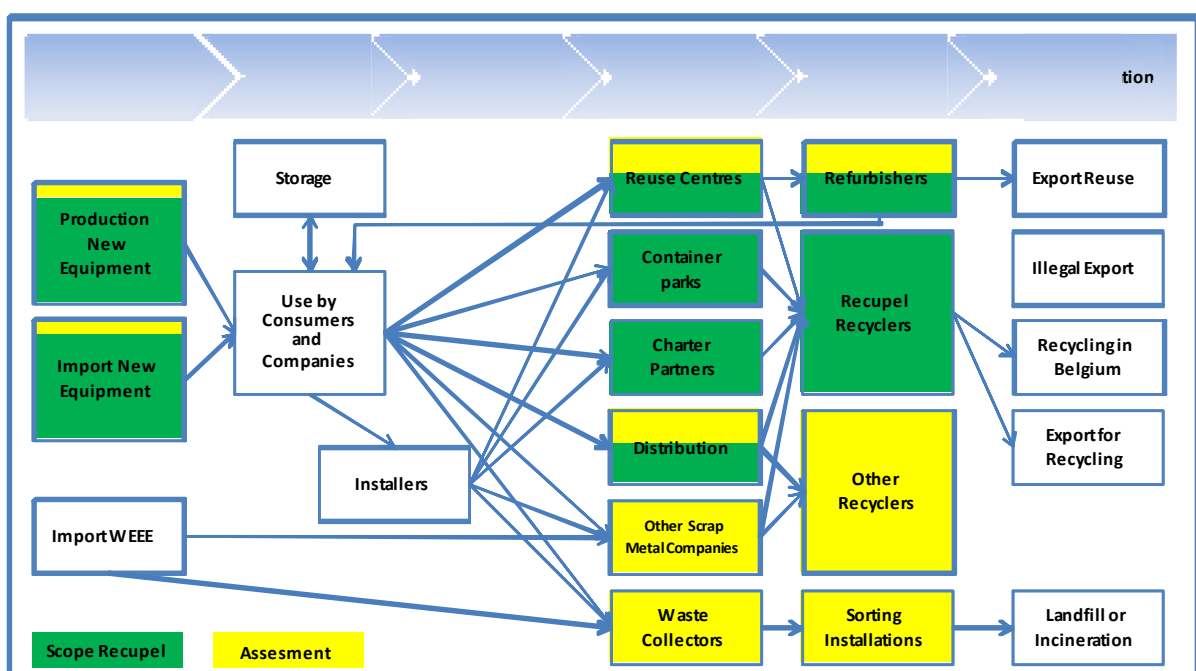 tion
Storage
Reuse Centres
Refurbishers
Export Reuse
Production
New
Equipment
Container
parks
Recupel
Recyclers
Illegal Export
Use by
Consumers
and
Companies
Import New
Equipment
Charter
Partners
Recycling in
Belgium
Installers
Distribution
Other
Recyclers
Export for
Recycling
Import WEEE
Other Scrap
Metal Companies
Waste
Collectors
Sorting
Installations
Landfill or
Incineration
Scope Recupel
Assesment